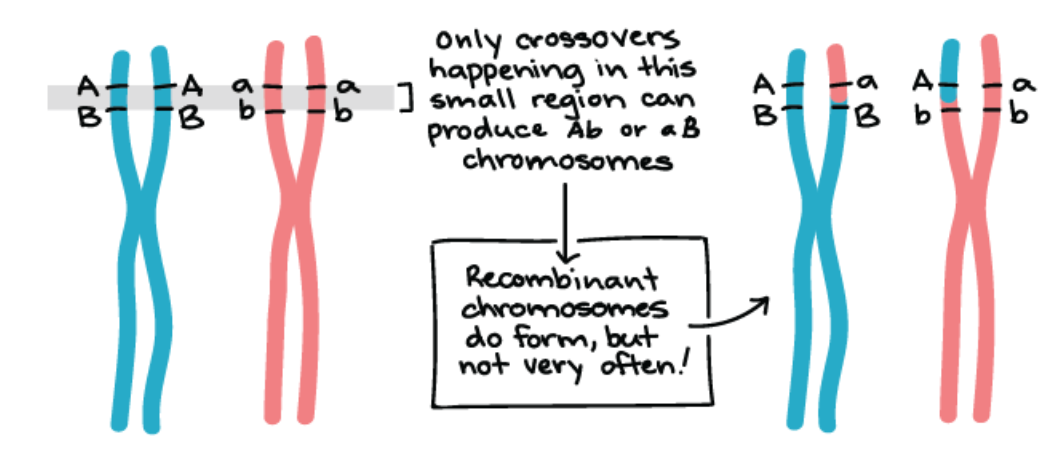 Only crossovers
happening in this
small region can
produce Ab or aB
chromosomes
A A a a
B B b b
Recombinant
chromosomes
do form, but
not very often!
A a A a
B B b b